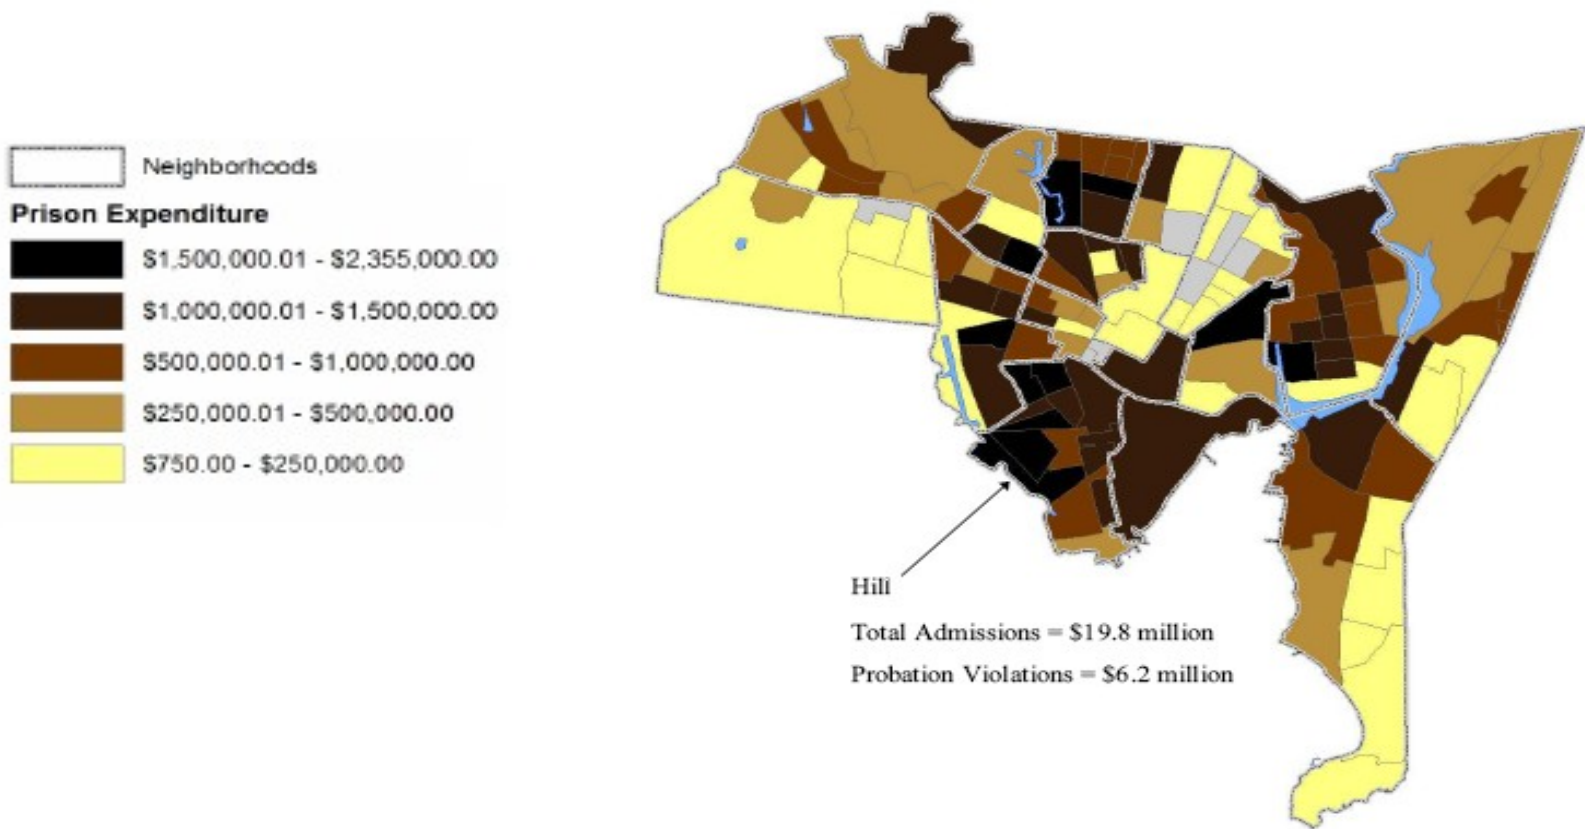 Neighborhoods
Prison Expenditure
$1,500,000.01 - $2,355,000.00
$1,000,000.01 - $1,500,000.00
$500,000.01 - $1,000,000.00
$250,000.01 - $500,000.00
$750.00 - $250,000.00
Hill
Total Admissions = $19.8 million
Probation Violations = $6.2 million